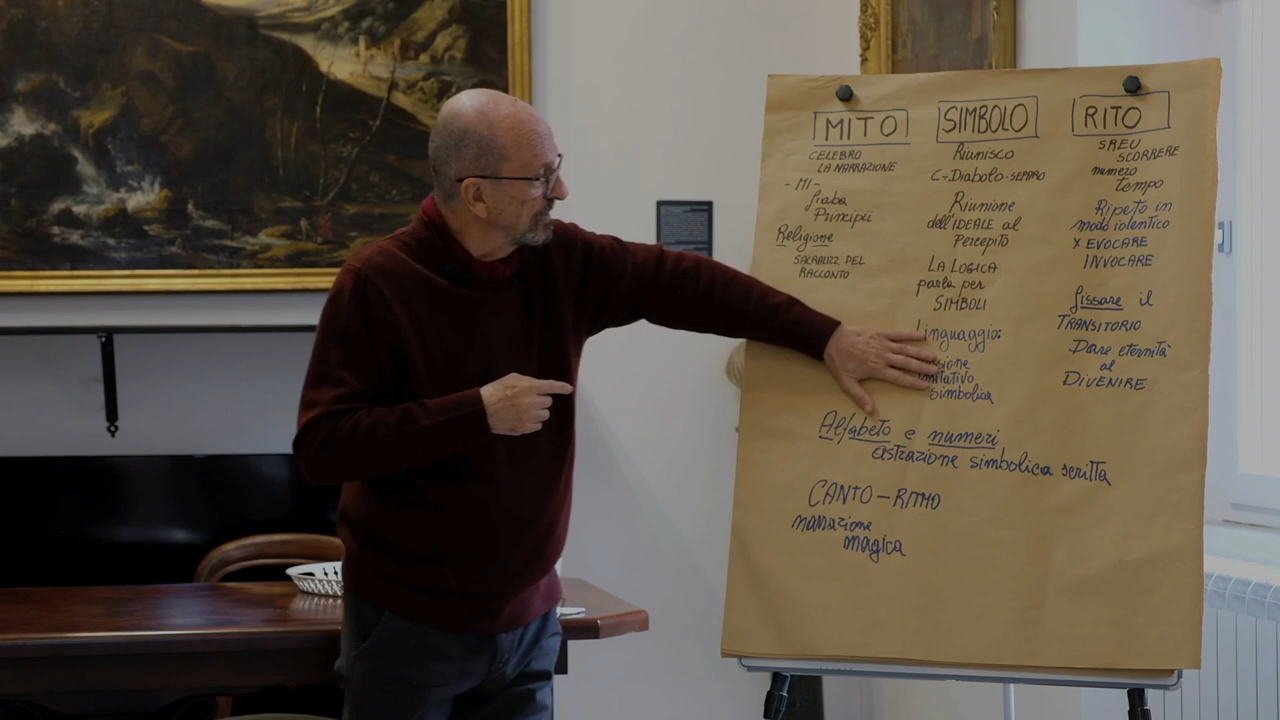 MITO
CELEBRO
LA NARRAZIONE
- MI -
fiaba
Principii
Religione
SACRALIZZ. DEL
RACCONTO
SIMBOLO
Riunisco
C÷Diabolo-SEPARO
Riunione
dell'IDEALE al
Percepito
LA LOGICA
parla per
SIMBOLI
Linguaggio:
simbolica
RITO
SREU
SCORRERE
numero
tempo
Ripeto in
modo identico
X EVOCARE
INVOCARE
fissare il
TRANSITORIO
Dare eternità
al
DIVENIRE
Alfabeto e numeri
astrazione simbolica scritta
CANTO - RITMO
narrazione
magica